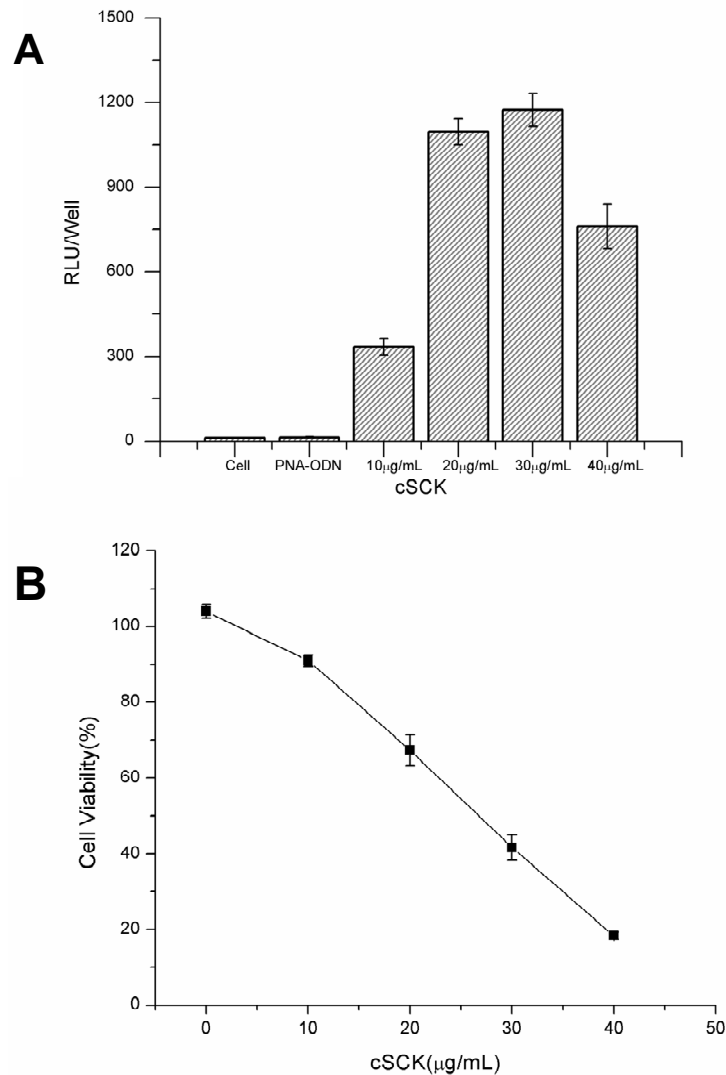 A
1500
1200
900
600
300
0
RLU/Well
Cell PNA-ODN 10μg/mL 20μg/mL 30μg/mL 40μg/mL
cSCK
B
120
100
80
60
40
20
0
Cell Viability(%)
0 10 20 30 40 50
cSCK(μg/mL)